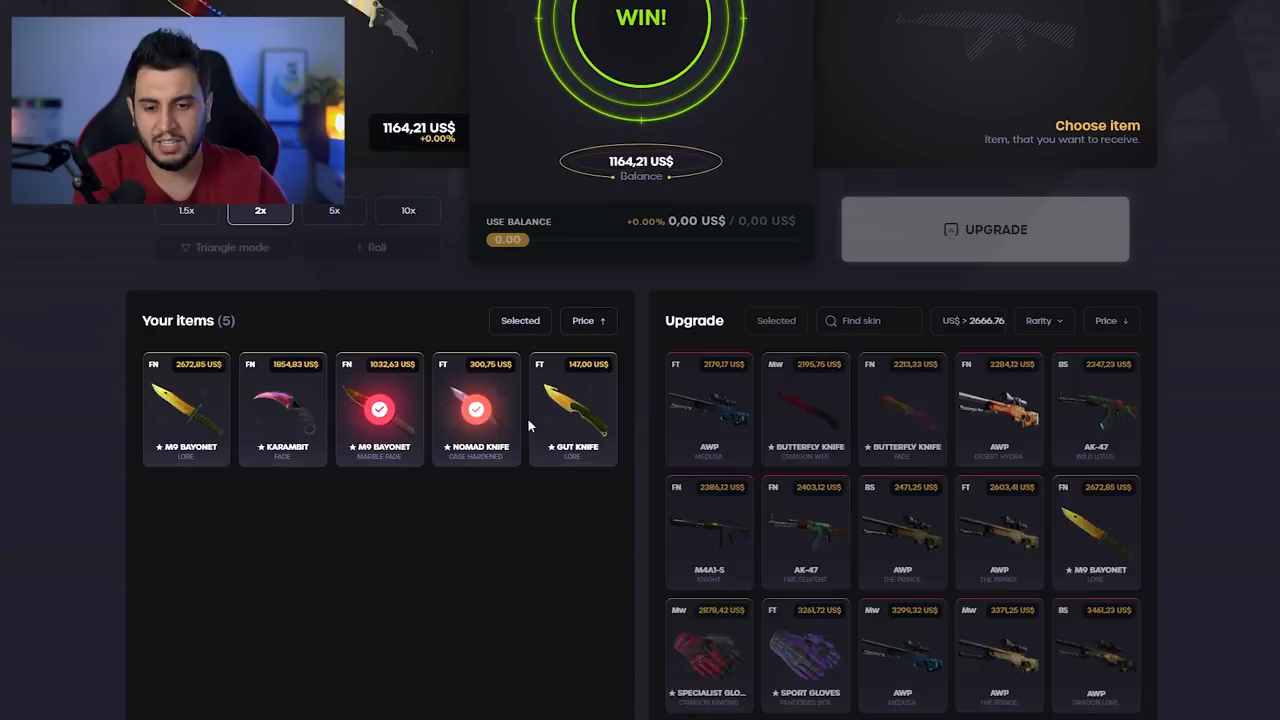 WIN!
1164,21 US$
+0.00%
1164,21 US$
Balance
Choose item
Item, that you want to receive.
1.5x
2x
5x
10x
Triangle mode
Roll
USE BALANCE
+0.00% 0,00 US$ / 0,00 US$
0.00
UPGRADE
Your items (5)
Selected
Price
FN 2672,85 US$
★ M9 BAYONET
LORE
FN 1854,83 US$
★ KARAMBIT
FADE
FN 1032,63 US$
★ M9 BAYONET
MARBLE FADE
FT 300,75 US$
★ NOMAD KNIFE
CASE HARDENED
FT 147,00 US$
★ GUT KNIFE
LORE
Upgrade
Selected
Find skin
US$ > 2666.76
Rarity
Price
FT 2179,17 US$
AWP
MEDUSA
MW 2195,75 US$
★ BUTTERFLY KNIFE
CRIMSON WEB
FN 2213,33 US$
★ BUTTERFLY KNIFE
FADE
FN 2284,12 US$
AWP
DESERT HYDRA
BS 2347,23 US$
AK-47
WILD LOTUS
FN 2386,12 US$
M4A1-S
KNIGHT
FN 2403,12 US$
AK-47
FIRE SERPENT
BS 2471,25 US$
AWP
THE PRINCE
FT 2603,41 US$
AWP
THE PRINCE
FN 2672,85 US$
★ M9 BAYONET
LORE
MW 2878,42 US$
★ SPECIALIST GLO...
CRIMSON KIMONO
FT 3261,72 US$
★ SPORT GLOVES
PANDORA'S BOX
MW 3299,32 US$
AWP
MEDUSA
MW 3371,25 US$
AWP
THE PRINCE
BS 3461,23 US$
AWP
DRAGON LORE